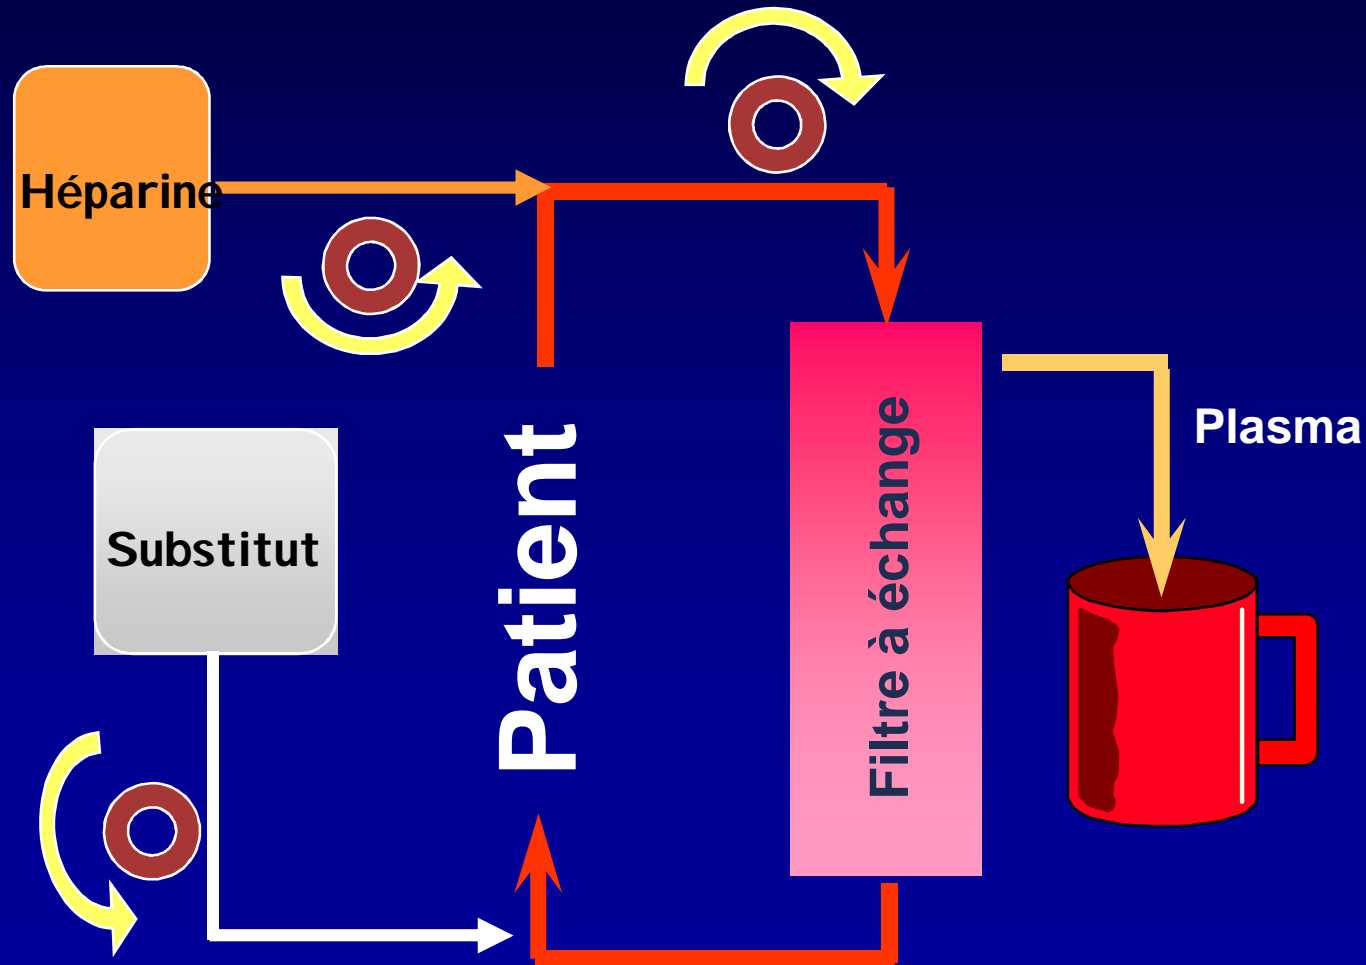 Héparine
Plasma
Substitut
Patient
Filtre à échange